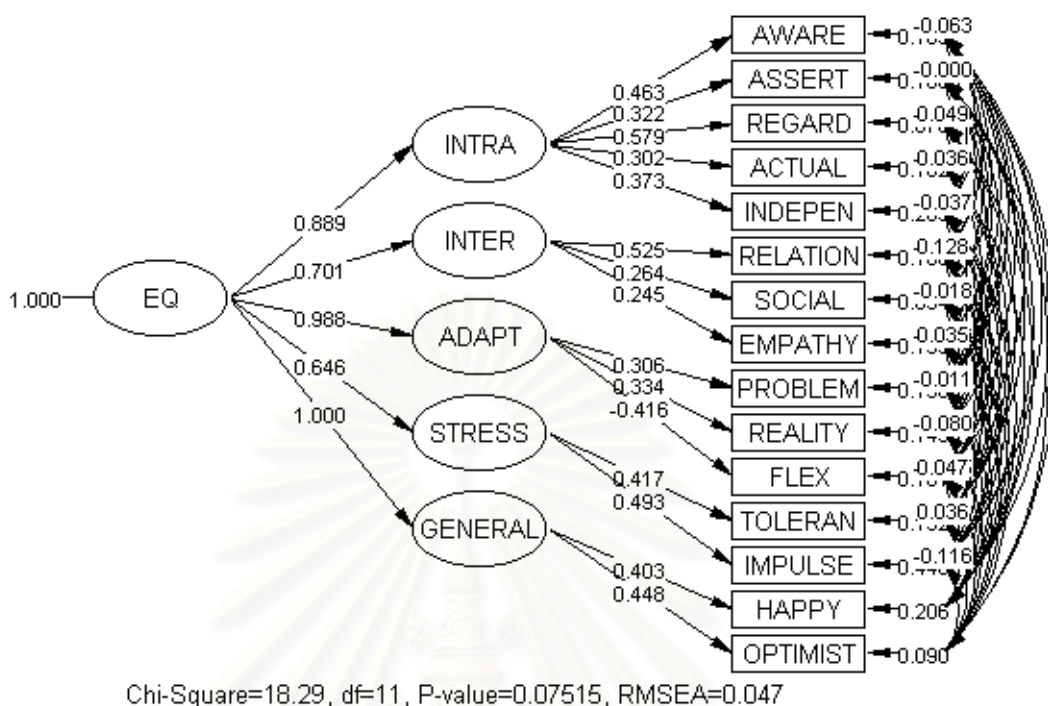 AWARE -0.063
ASSERT -0.000
REGARD -0.049
ACTUAL -0.036
INDEPEN -0.037
RELATION -0.128
SOCIAL -0.018
EMPATHY -0.035
PROBLEM -0.011
REALITY -0.080
FLEX -0.047
TOLERAN 0.036
IMPULSE -0.116
HAPPY 0.206
OPTIMIST 0.090
0.463
0.322
0.579
0.302
0.373
INTRA
0.525
0.264
0.245
INTER
0.306
0.334
-0.416
ADAPT
0.417
0.493
STRESS
0.403
0.448
GENERAL
0.889
0.701
0.988
0.646
1.000
1.000
EQ
Chi-Square=18.29, df=11, P-value=0.07515, RMSEA=0.047